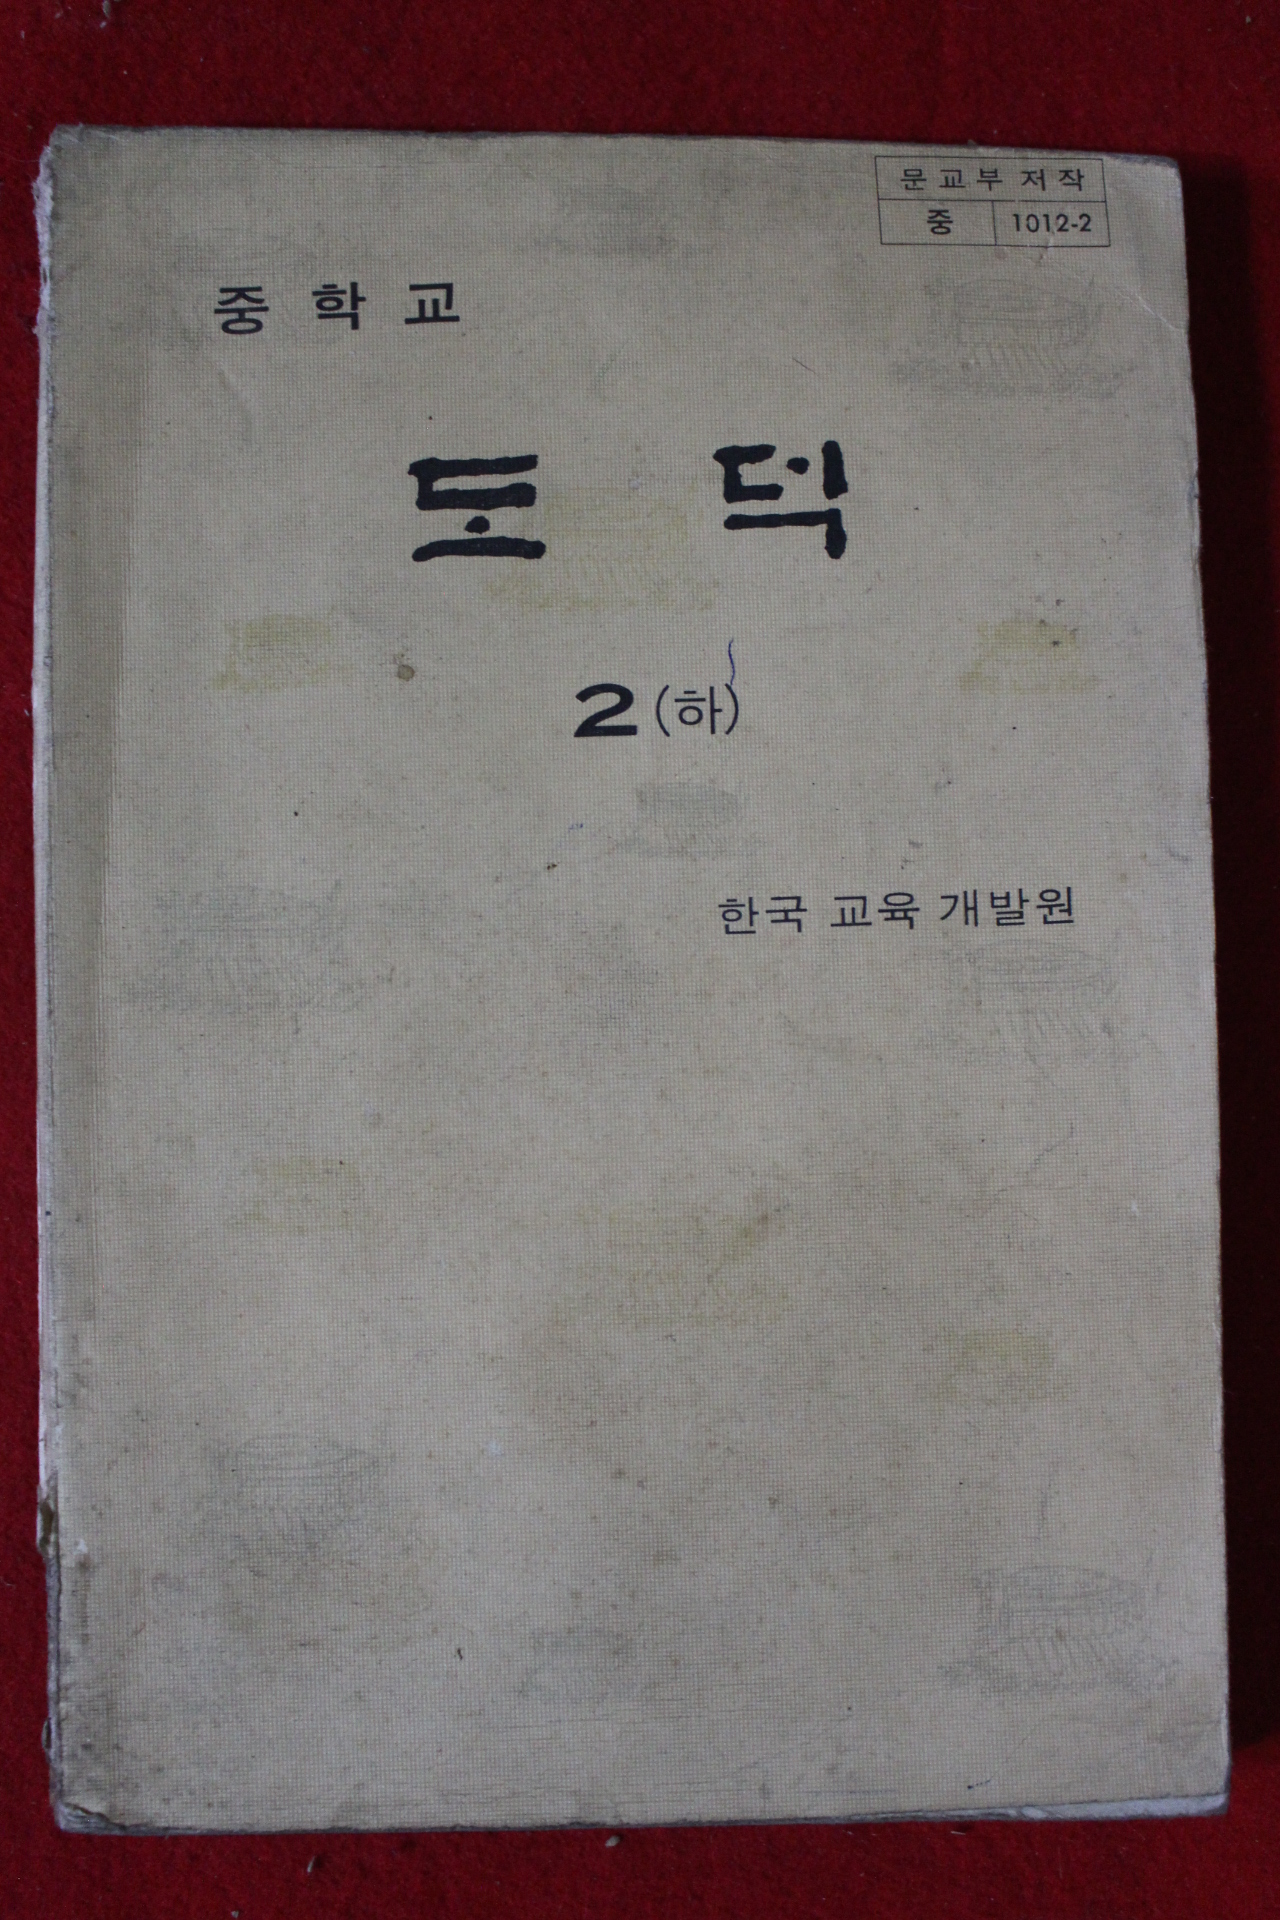 문교부 저작
중 1012-2
중학교
도덕
2 (하)
한국 교육 개발원